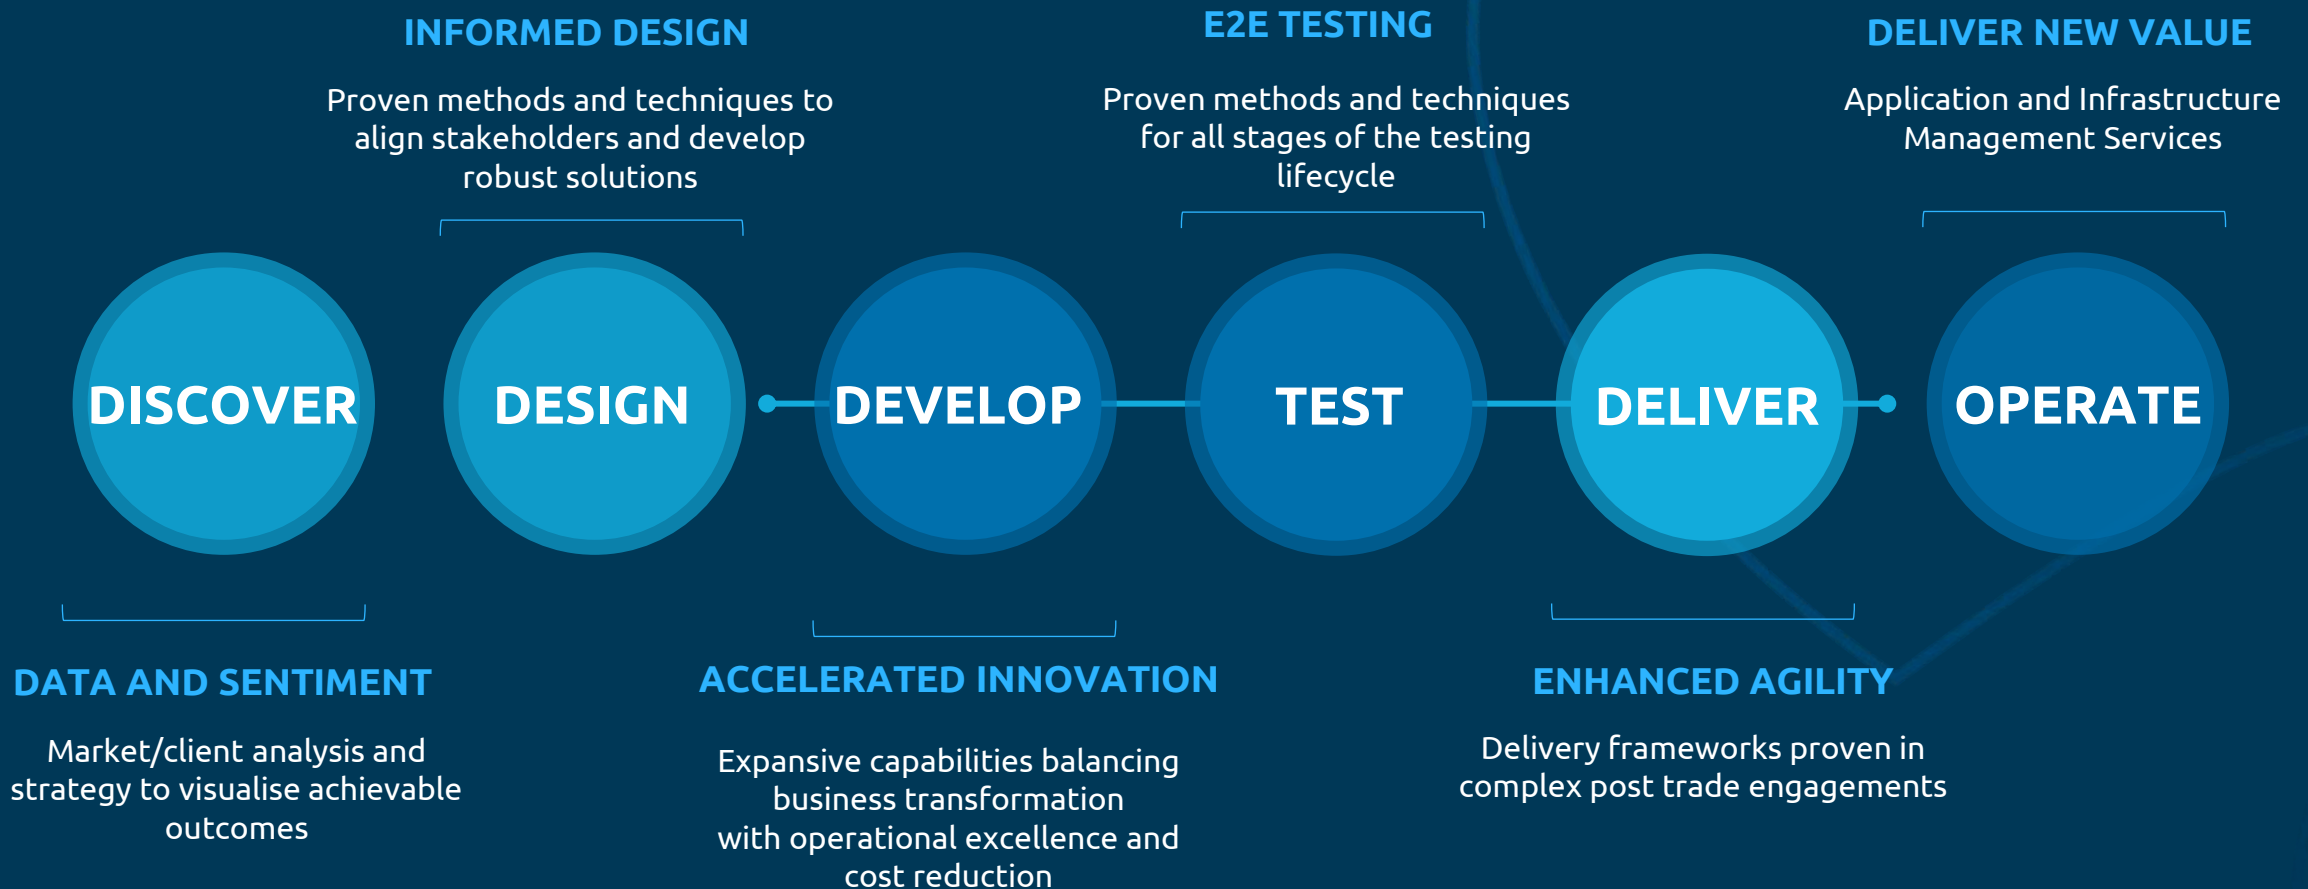 INFORMED DESIGN
Proven methods and techniques to
align stakeholders and develop
robust solutions
E2E TESTING
Proven methods and techniques
for all stages of the testing
lifecycle
DELIVER NEW VALUE
Application and Infrastructure
Management Services
DISCOVER
DESIGN
DEVELOP
TEST
DELIVER
OPERATE
DATA AND SENTIMENT
Market/client analysis and
strategy to visualise achievable
outcomes
ACCELERATED INNOVATION
Expansive capabilities balancing
business transformation
with operational excellence and
cost reduction
ENHANCED AGILITY
Delivery frameworks proven in
complex post trade engagements